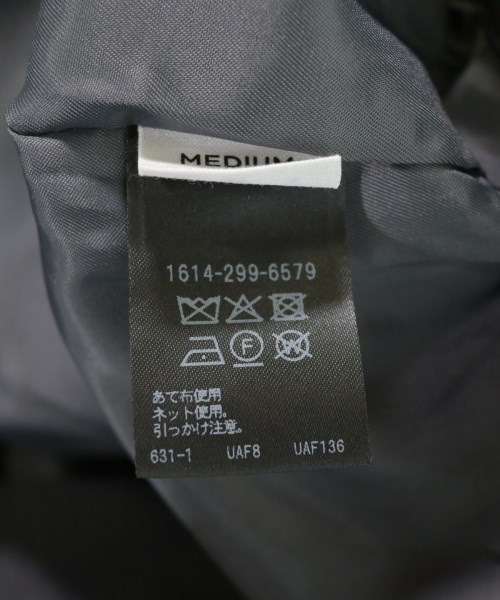 MEDIUM
1614-299-6579
F
W
あて布使用
ネット使用。
引っかけ注意。
631-1 UAF8 UAF136